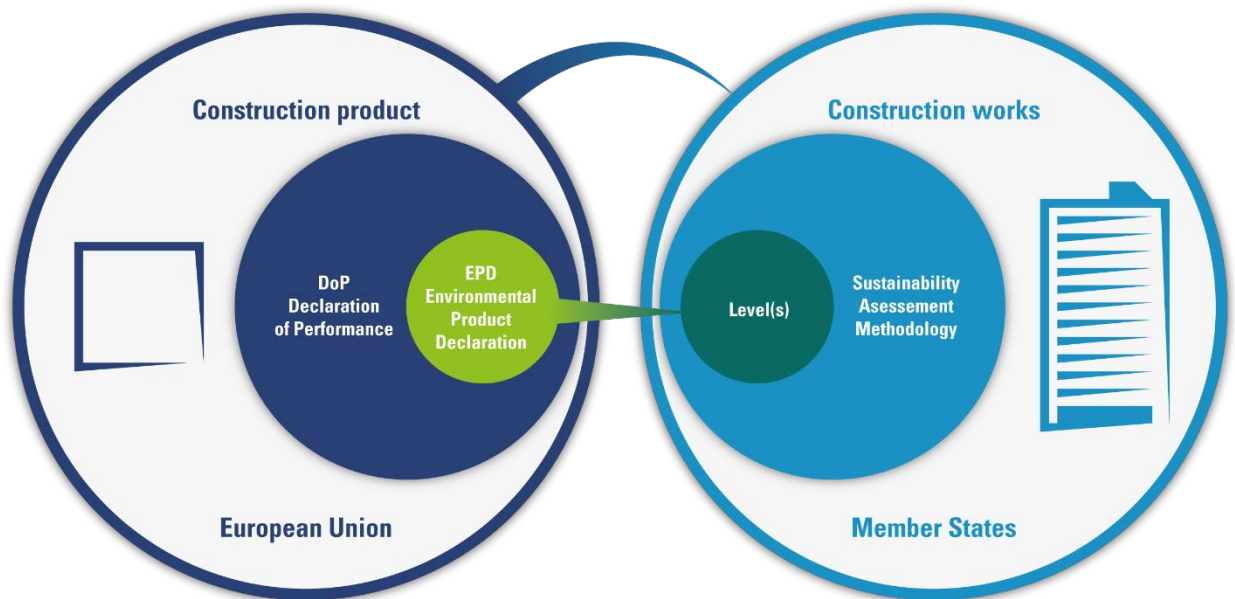 Construction product
DoP
Declaration
of Performance
EPD
Environmental
Product
Declaration
European Union
Construction works
Level(s)
Sustainability
Asessement
Methodology
Member States